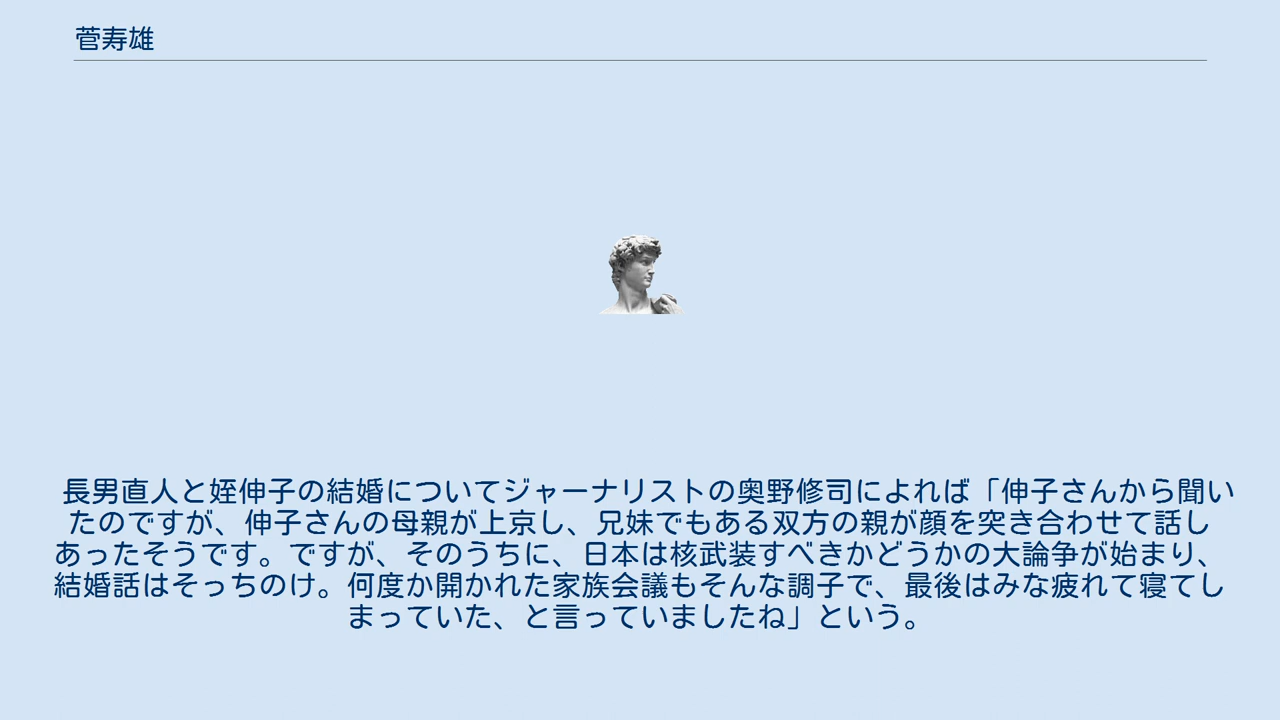 菅寿雄
長男直人と姪伸子の結婚についてジャーナリストの奥野修司によれば「伸子さんから聞い
たのですが、伸子さんの母親が上京し、兄妹でもある双方の親が顔を突き合わせて話し
あったそうです。ですが、そのうちに、日本は核武装すべきかどうかの大論争が始まり、
結婚話はそっちのけ。何度か開かれた家族会議もそんな調子で、最後はみな疲れて寝てし
まっていた、と言っていましたね」という。